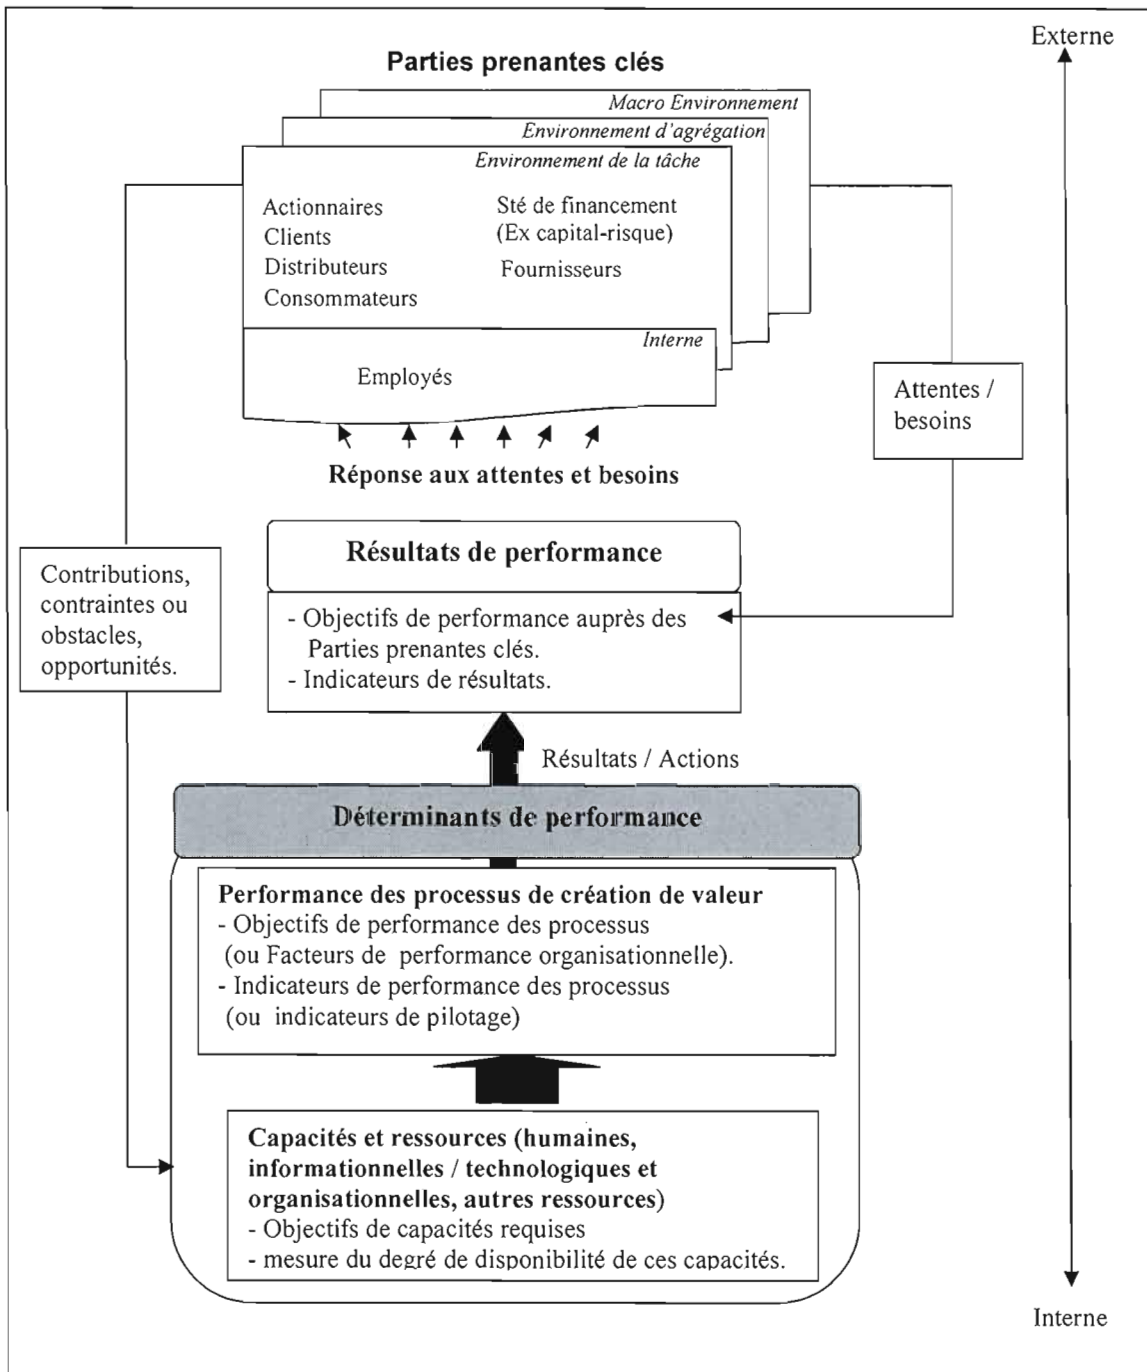 Externe
Parties prenantes clés
Macro Environnement
Environnement d'agrégation
Environnement de la tâche
Actionnaires
Clients
Distributeurs
Consommateurs
Sté de financement
(Ex capital-risque)
Fournisseurs
Interne
Employés
Attentes /
besoins
Réponse aux attentes et besoins
Résultats de performance
Contributions,
contraintes ou
obstacles,
opportunités.
- Objectifs de performance auprès des
Parties prenantes clés.
- Indicateurs de résultats.
Résultats / Actions
Déterminants de performance
Performance des processus de création de valeur
- Objectifs de performance des processus
(ou Facteurs de performance organisationnelle).
- Indicateurs de performance des processus
(ou indicateurs de pilotage)
Capacités et ressources (humaines,
informationnelles / technologiques et
organisationnelles, autres ressources)
- Objectifs de capacités requises
- mesure du degré de disponibilité de ces capacités.
Interne